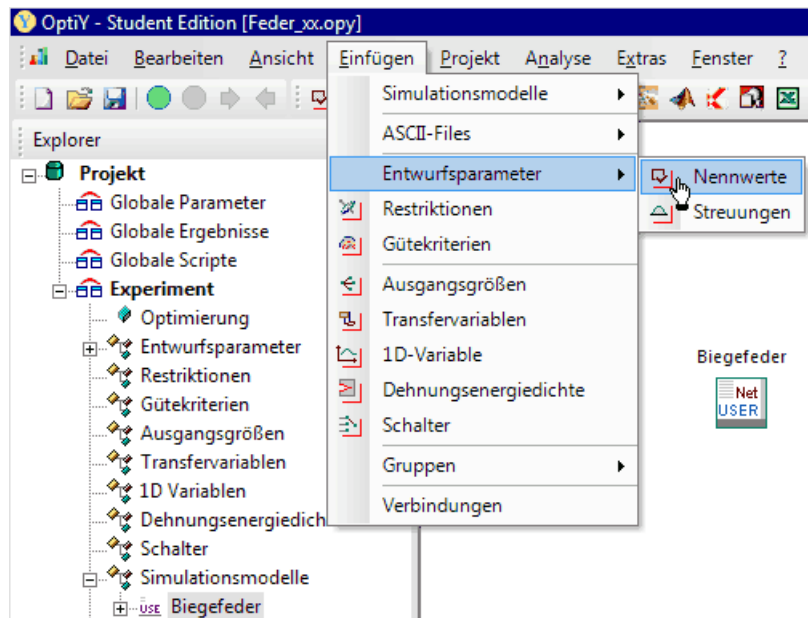 OptiY - Student Edition [Feder_xx.opy]
Datei Bearbeiten Ansicht Einfügen Projekt Analyse Extras Fenster ?
Explorer
Projekt
Globale Parameter
Globale Ergebnisse
Globale Scripte
Experiment
Optimierung
Entwurfsparameter
Restriktionen
Gütekriterien
Ausgangsgrößen
Transfervariablen
1D Variablen
Dehnungsenergiedich
Schalter
Simulationsmodelle
USE Biegefeder
Simulationsmodelle
ASCII-Files
Entwurfsparameter
Restriktionen
Gütekriterien
Ausgangsgrößen
Transfervariablen
1D-Variable
Dehnungsenergiedichte
Schalter
Gruppen
Verbindungen
Nennwerte
Streuungen
Biegefeder
Net
USER